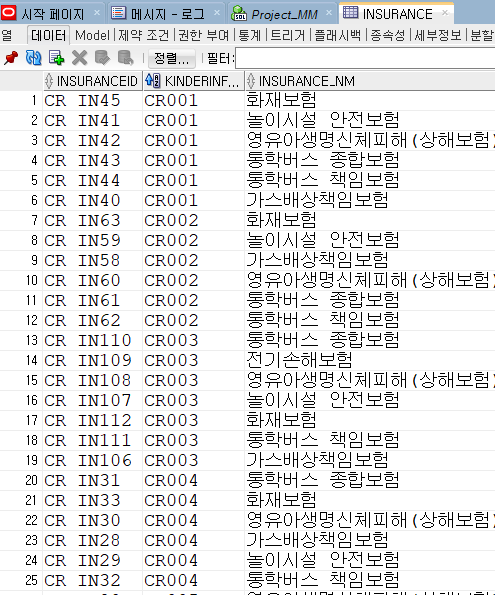 시작 페이지 × 메시지 - 로그 × Project_MM × INSURANCE ×
열 데이터 Model 제약 조건 권한 부여 통계 트리거 플래시백 종속성 세부정보 분할
정렬... 필터:
INSURANCEID KINDERINF... INSURANCE_NM
1 CR IN45 CR001 화재보험
2 CR IN41 CR001 놀이시설 안전보험
3 CR IN42 CR001 영유아생명신체피해(상해보험
4 CR IN43 CR001 통학버스 종합보험
5 CR IN44 CR001 통학버스 책임보험
6 CR IN40 CR001 가스배상책임보험
7 CR IN63 CR002 화재보험
8 CR IN59 CR002 놀이시설 안전보험
9 CR IN58 CR002 가스배상책임보험
10 CR IN60 CR002 영유아생명신체피해(상해보험
11 CR IN61 CR002 통학버스 종합보험
12 CR IN62 CR002 통학버스 책임보험
13 CR IN110 CR003 통학버스 종합보험
14 CR IN109 CR003 전기손해보험
15 CR IN108 CR003 영유아생명신체피해(상해보험
16 CR IN107 CR003 놀이시설 안전보험
17 CR IN112 CR003 화재보험
18 CR IN111 CR003 통학버스 책임보험
19 CR IN106 CR003 가스배상책임보험
20 CR IN31 CR004 통학버스 종합보험
21 CR IN33 CR004 화재보험
22 CR IN30 CR004 영유아생명신체피해(상해보험
23 CR IN28 CR004 가스배상책임보험
24 CR IN29 CR004 놀이시설 안전보험
25 CR IN32 CR004 통학버스 책임보험